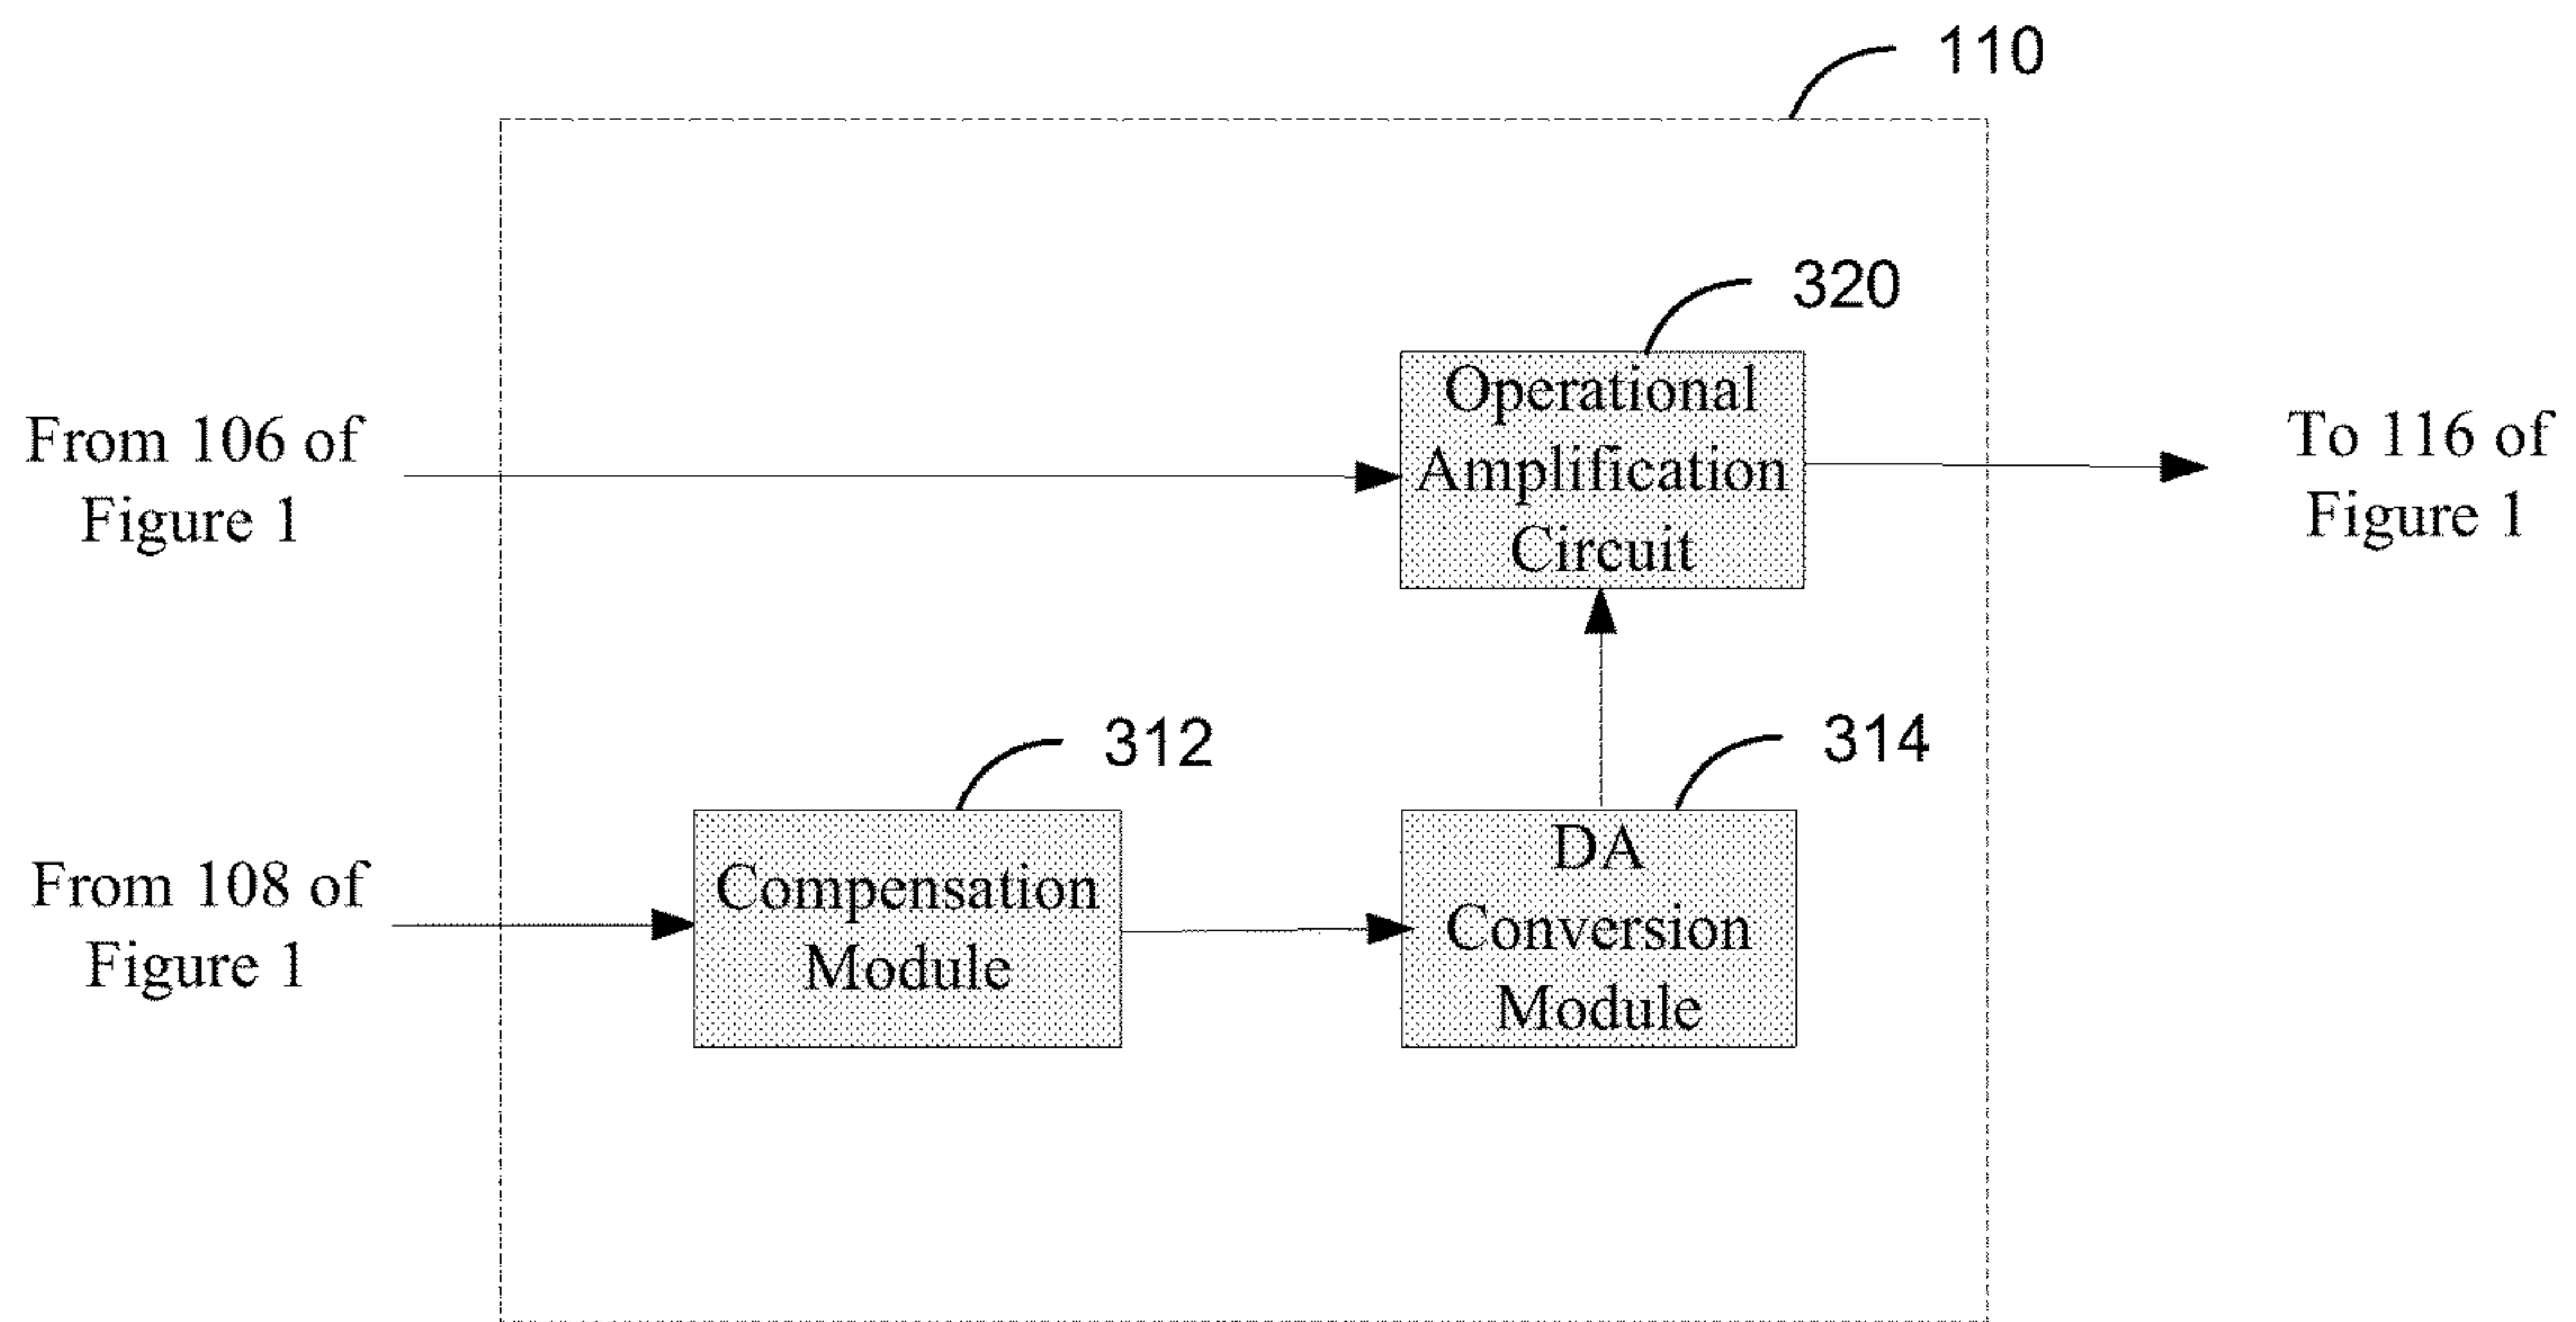 110
320
Operational
Amplification
Circuit
From 106 of
Figure 1
To 116 of
Figure 1
312
314
From 108 of
Figure 1
Compensation
Module
DA
Conversion
Module